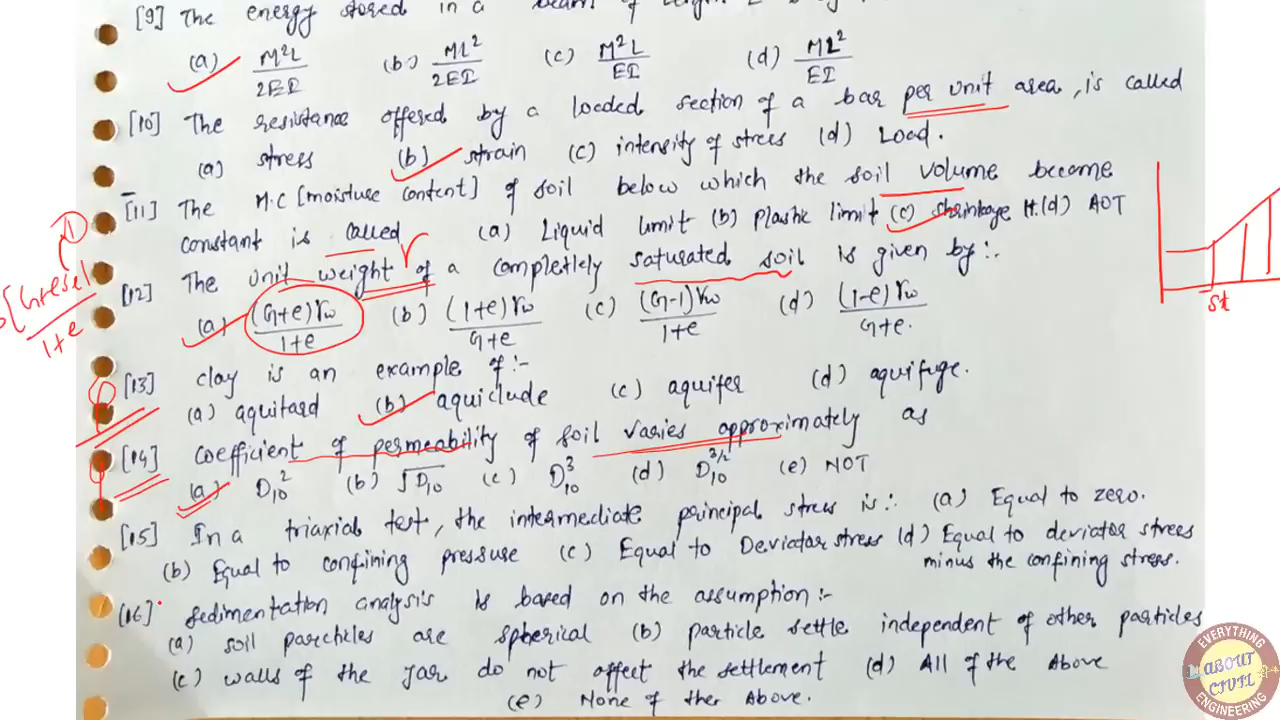 [9] The energy stored in a beam of length L
(a) M²L/2EI (b) ML²/2EI (c) M²L/EI (d) ML²/EI
[10] The resistance offered by a loaded section of a bar per unit area, is called
(a) stress (b) strain (c) intensity of stress (d) Load.
[11] The M.C [moisture content] of soil below which the soil volume become
constant is called (a) Liquid limit (b) plastic limit (c) shrinkage (d) AOT
[12] The unit weight of a completlely saturated soil is given by:-
(a) (G+e)γw/1+e (b) (1+e)γw/G+e (c) (G-1)γw/1+e (d) (1-e)γw/G+e.
1+e
St
[13] clay is an example of :-
(a) aquitard (b) aquiclude (c) aquifer (d) aquifuge.
[14] Coefficient of permeability of soil varies approximately as
(a) D₁₀² (b) √D₁₀ (c) D₁₀³ (d) D₁₀^3/2 (e) NOT
[15] In a triaxial test, the intermediate principal stress is:. (a) Equal to zero.
(b) Equal to confining pressure (c) Equal to Deviator stress (d) Equal to deviator stress
minus the confining stress.
[16] sedimentation analysis is based on the assumption :-
(a) soil parcticles are spherical (b) particle settle independent of other particles
(c) walls of the jar do not affect the settlement (d) All of the Above
(e) None of ther Above.
EVERYTHING
ABOUT
CIVIL
ENGINEERING